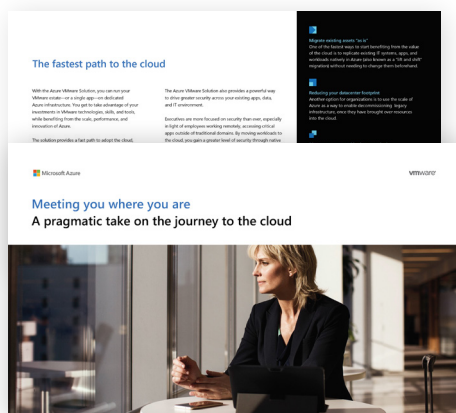 The fastest path to the cloud
With the Azure VMware Solution, you can run your
VMware estate—or a single app—on dedicated
Azure infrastructure. You get to take advantage of your
investments in VMware technologies, skills, and tools,
while benefiting from the scale, performance, and
innovation of Azure.
The solution provides a fast path to adopt the cloud,
The Azure VMware Solution also provides a powerful way
to drive greater security across your existing apps, data,
and IT environment.
Executives are more focused on security than ever, especially
in light of employees working remotely, accessing critical
apps outside of traditional domains. By moving workloads to
the cloud, you gain a greater level of security through native
Migrate existing assets "as is"
One of the fastest ways to start benefiting from the value
of the cloud is to replicate existing IT systems, apps, and
workloads natively in Azure (also known as a "lift and shift"
migration) without needing to change them beforehand.
Reducing your datacenter footprint
Another option for organizations is to use the scale of
Azure as a way to enable decommissioning legacy
infrastructure, once they have brought over resources
into the cloud.
Microsoft Azure
vmware
Meeting you where you are
A pragmatic take on the journey to the cloud